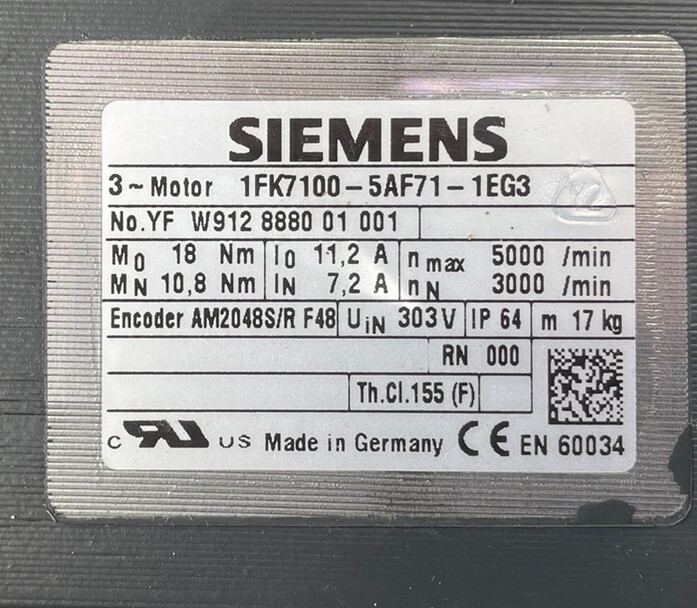 SIEMENS
3~Motor 1FK7100-5AF71-1EG3
No.YF W912 8880 01 001
M0 18 Nm I0 11,2 A nmax 5000 /min
MN 10,8 Nm IN 7,2 A nN 3000 /min
Encoder AM2048S/R F48 UiN 303V IP 64 m 17 kg
RN 000
Th.Cl.155 (F)
c RU US Made in Germany CE EN 60034